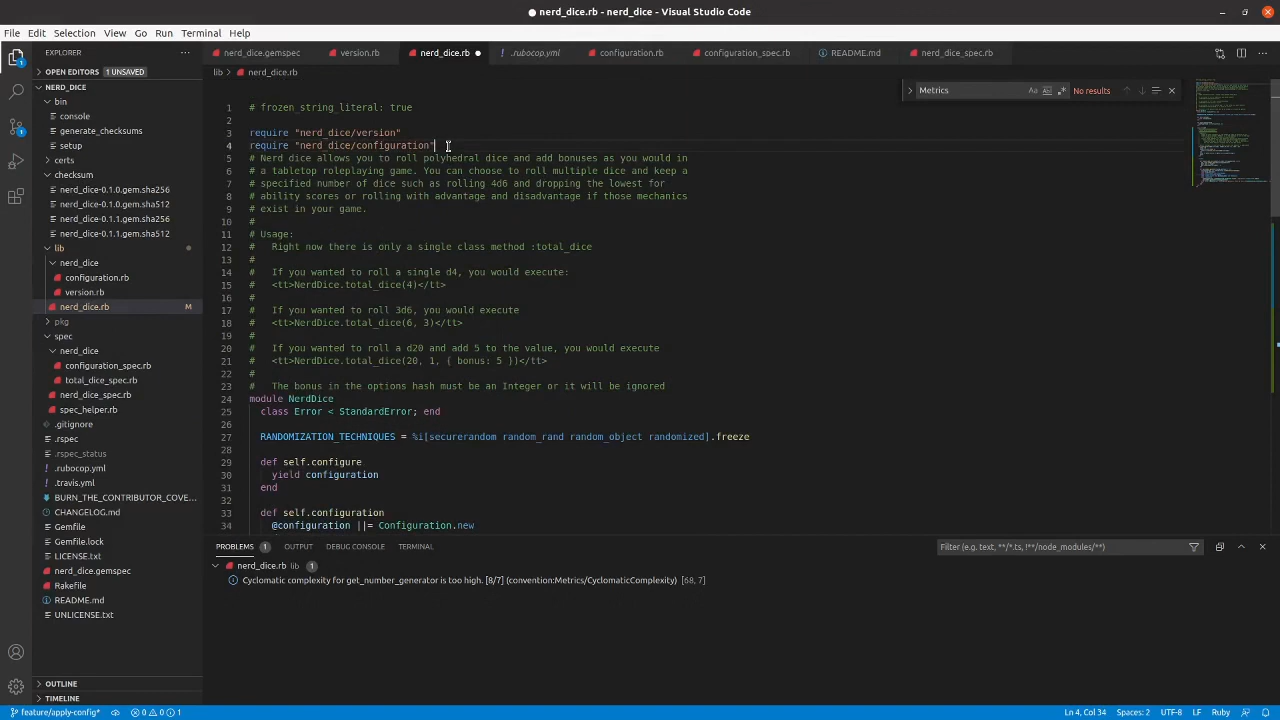 nerd_dice.rb - nerd_dice - Visual Studio Code
File Edit Selection View Go Run Terminal Help
EXPLORER
nerd_dice.gemspec version.rb nerd_dice.rb .rubocop.yml configuration.rb configuration_spec.rb README.md nerd_dice_spec.rb
OPEN EDITORS 1 UNSAVED
NERD_DICE
bin
console
generate_checksums
setup
certs
checksum
nerd_dice-0.1.0.gem.sha256
nerd_dice-0.1.0.gem.sha512
nerd_dice-0.1.1.gem.sha256
nerd_dice-0.1.1.gem.sha512
lib
nerd_dice
configuration.rb
version.rb
nerd_dice.rb M
pkg
spec
nerd_dice
configuration_spec.rb
total_dice_spec.rb
nerd_dice_spec.rb
spec_helper.rb
.gitignore
.rspec
.rspec_status
.rubocop.yml
.travis.yml
BURN_THE_CONTRIBUTOR_COVE...
CHANGELOG.md
Gemfile
Gemfile.lock
LICENSE.txt
nerd_dice.gemspec
Rakefile
README.md
UNLICENSE.txt
OUTLINE
TIMELINE
lib > nerd_dice.rb
Metrics Aa Abl .* No results
1 # frozen_string_literal: true
2
3 require "nerd_dice/version"
4 require "nerd_dice/configuration"
5 # Nerd dice allows you to roll polyhedral dice and add bonuses as you would in
6 # a tabletop roleplaying game. You can choose to roll multiple dice and keep a
7 # specified number of dice such as rolling 4d6 and dropping the lowest for
8 # ability scores or rolling with advantage and disadvantage if those mechanics
9 # exist in your game.
10 #
11 # Usage:
12 #   Right now there is only a single class method :total_dice
13 #
14 #   If you wanted to roll a single d4, you would execute:
15 #   <tt>NerdDice.total_dice(4)</tt>
16 #
17 #   If you wanted to roll 3d6, you would execute
18 #   <tt>NerdDice.total_dice(6, 3)</tt>
19 #
20 #   If you wanted to roll a d20 and add 5 to the value, you would execute
21 #   <tt>NerdDice.total_dice(20, 1, { bonus: 5 })</tt>
22 #
23 #   The bonus in the options hash must be an Integer or it will be ignored
24 module NerdDice
25   class Error < StandardError; end
26
27   RANDOMIZATION_TECHNIQUES = %i[securerandom random_rand random_object randomized].freeze
28
29   def self.configure
30     yield configuration
31   end
32
33   def self.configuration
34     @configuration ||= Configuration.new
PROBLEMS 1 OUTPUT DEBUG CONSOLE TERMINAL
Filter (e.g. text, **/*.ts, !**/node_modules/**)
nerd_dice.rb lib 1
Cyclomatic complexity for get_number_generator is too high. [8/7] (convention:Metrics/CyclomaticComplexity) [68, 7]
feature/apply-config* 0 0 1 Ln 4, Col 34 Spaces: 2 UTF-8 LF Ruby